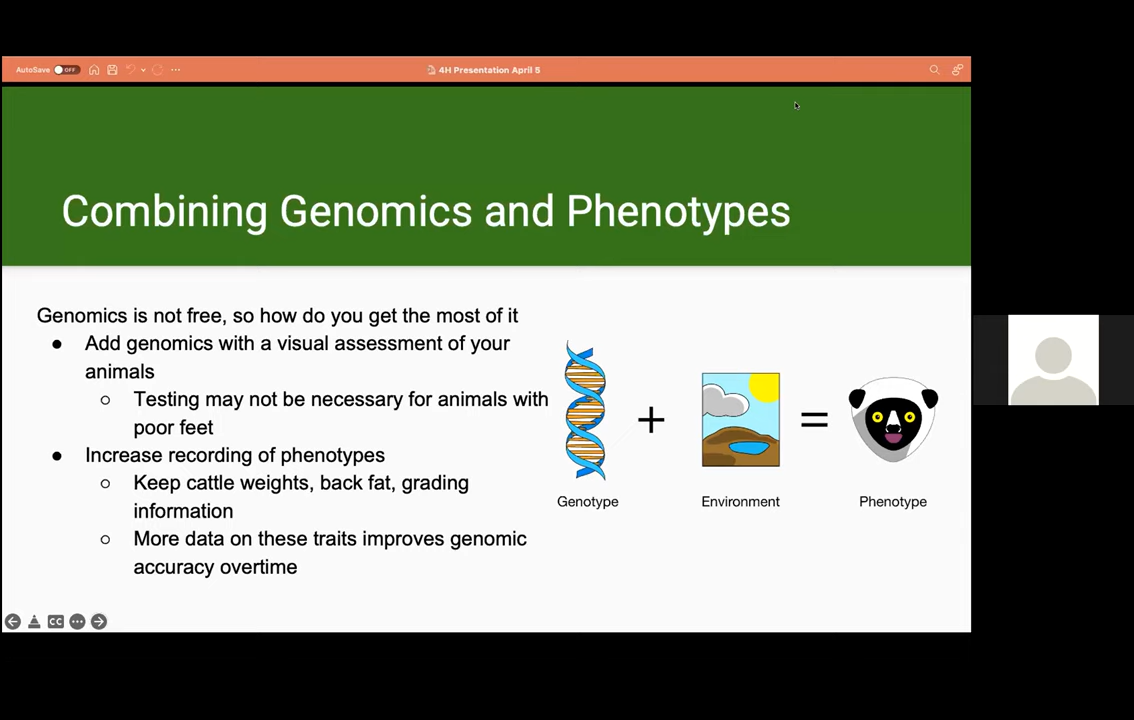 AutoSave OFF
4H Presentation April 5
Combining Genomics and Phenotypes
Genomics is not free, so how do you get the most of it
● Add genomics with a visual assessment of your
animals
○ Testing may not be necessary for animals with
poor feet
● Increase recording of phenotypes
○ Keep cattle weights, back fat, grading
information
○ More data on these traits improves genomic
accuracy overtime
+ =
Genotype Environment Phenotype
CC